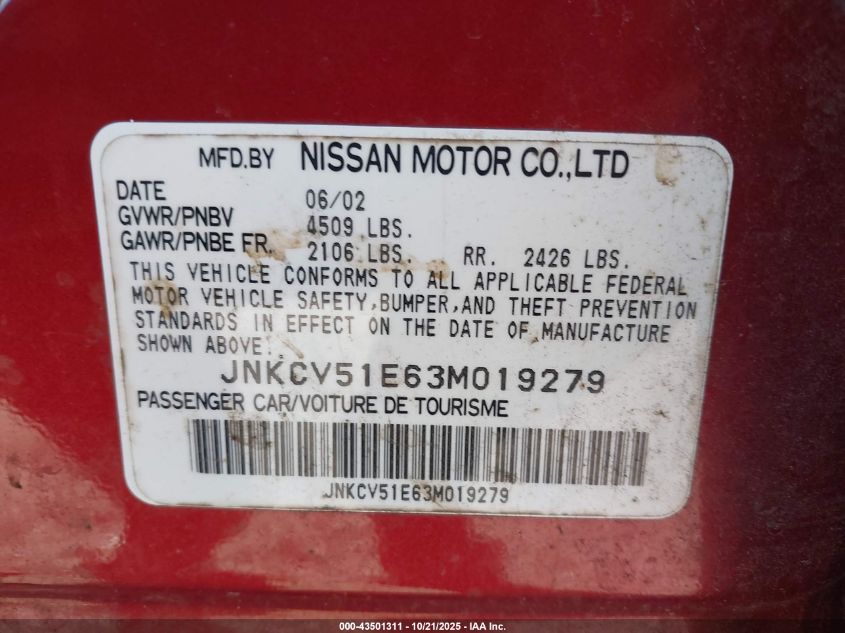 MFD.BY NISSAN MOTOR CO.,LTD
DATE 06/02
GVWR/PNBV 4509 LBS.
GAWR/PNBE FR. 2106 LBS. RR. 2426 LBS.
THIS VEHICLE CONFORMS TO ALL APPLICABLE FEDERAL
MOTOR VEHICLE SAFETY,BUMPER,AND THEFT PREVENTION
STANDARDS IN EFFECT ON THE DATE OF MANUFACTURE
SHOWN ABOVE.
JNKCV51E63M019279
PASSENGER CAR/VOITURE DE TOURISME
JNKCV51E63M019279
000-43501311 - 10/21/2025 - IAA Inc.